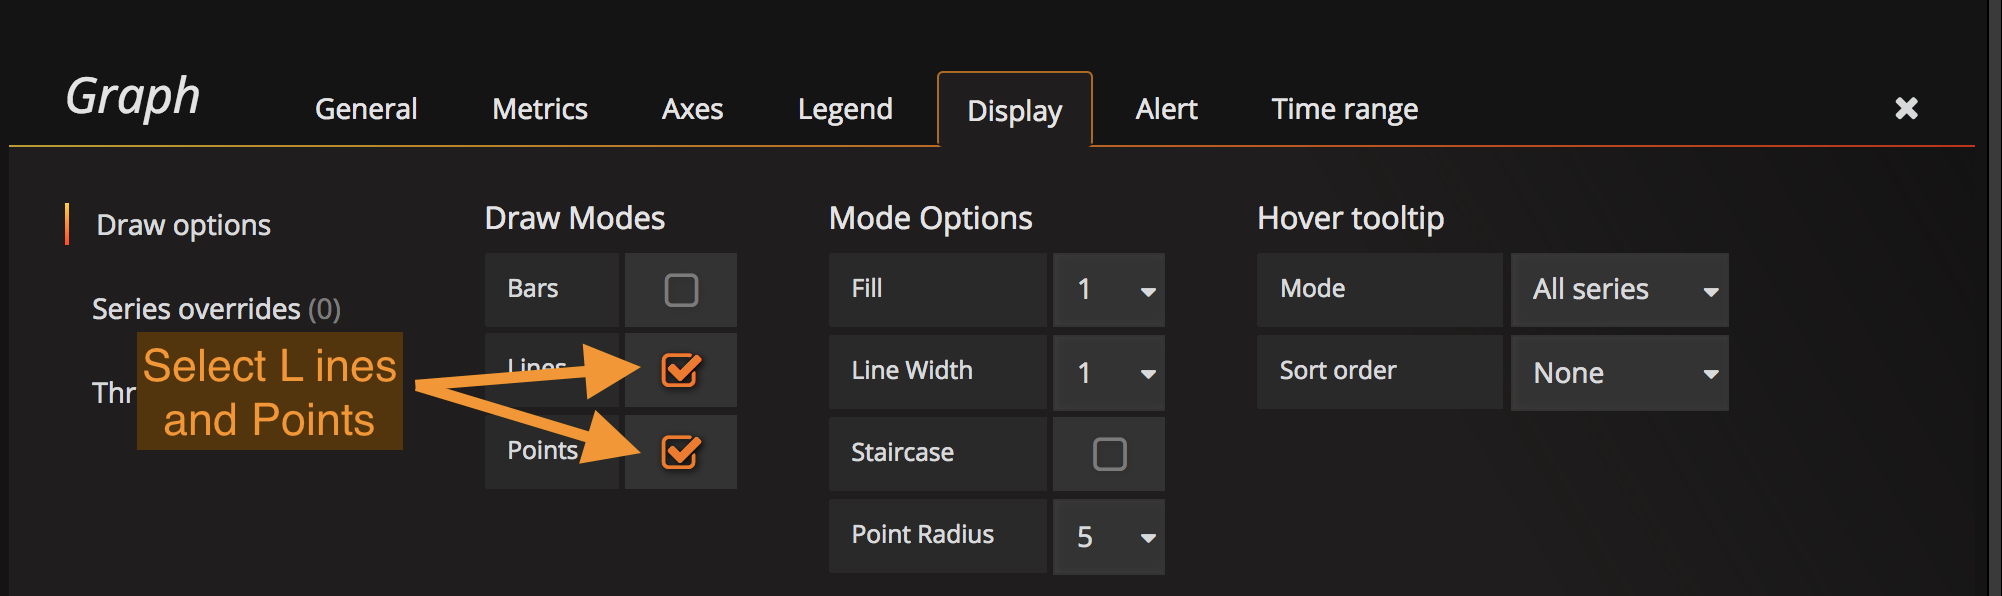 Graph
General Metrics Axes Legend Display Alert Time range
Draw options
Series overrides (0)
Thr
Select L ines
and Points
Draw Modes
Bars
Lines
Points
Mode Options
Fill 1
Line Width 1
Staircase
Point Radius 5
Hover tooltip
Mode All series
Sort order None